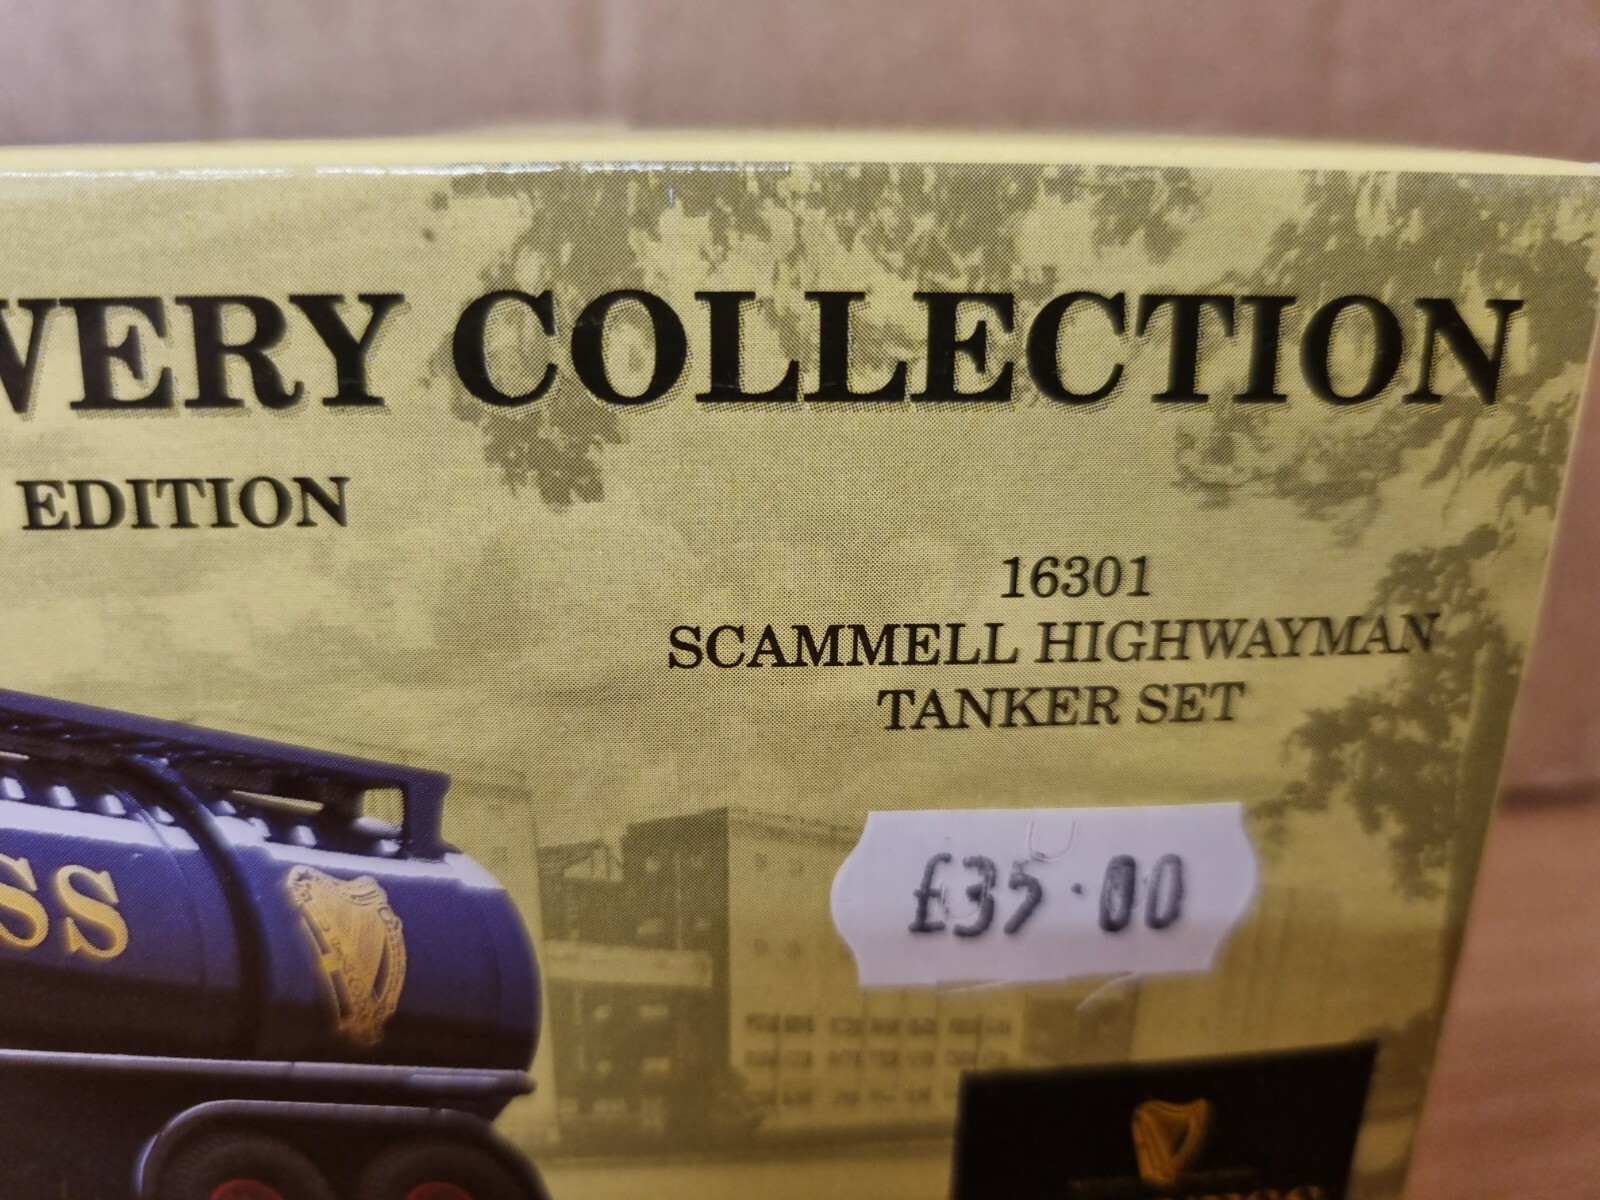 WERY COLLECTION
EDITION
16301
SCAMMELL HIGHWAYMAN
TANKER SET
£35.00
SS